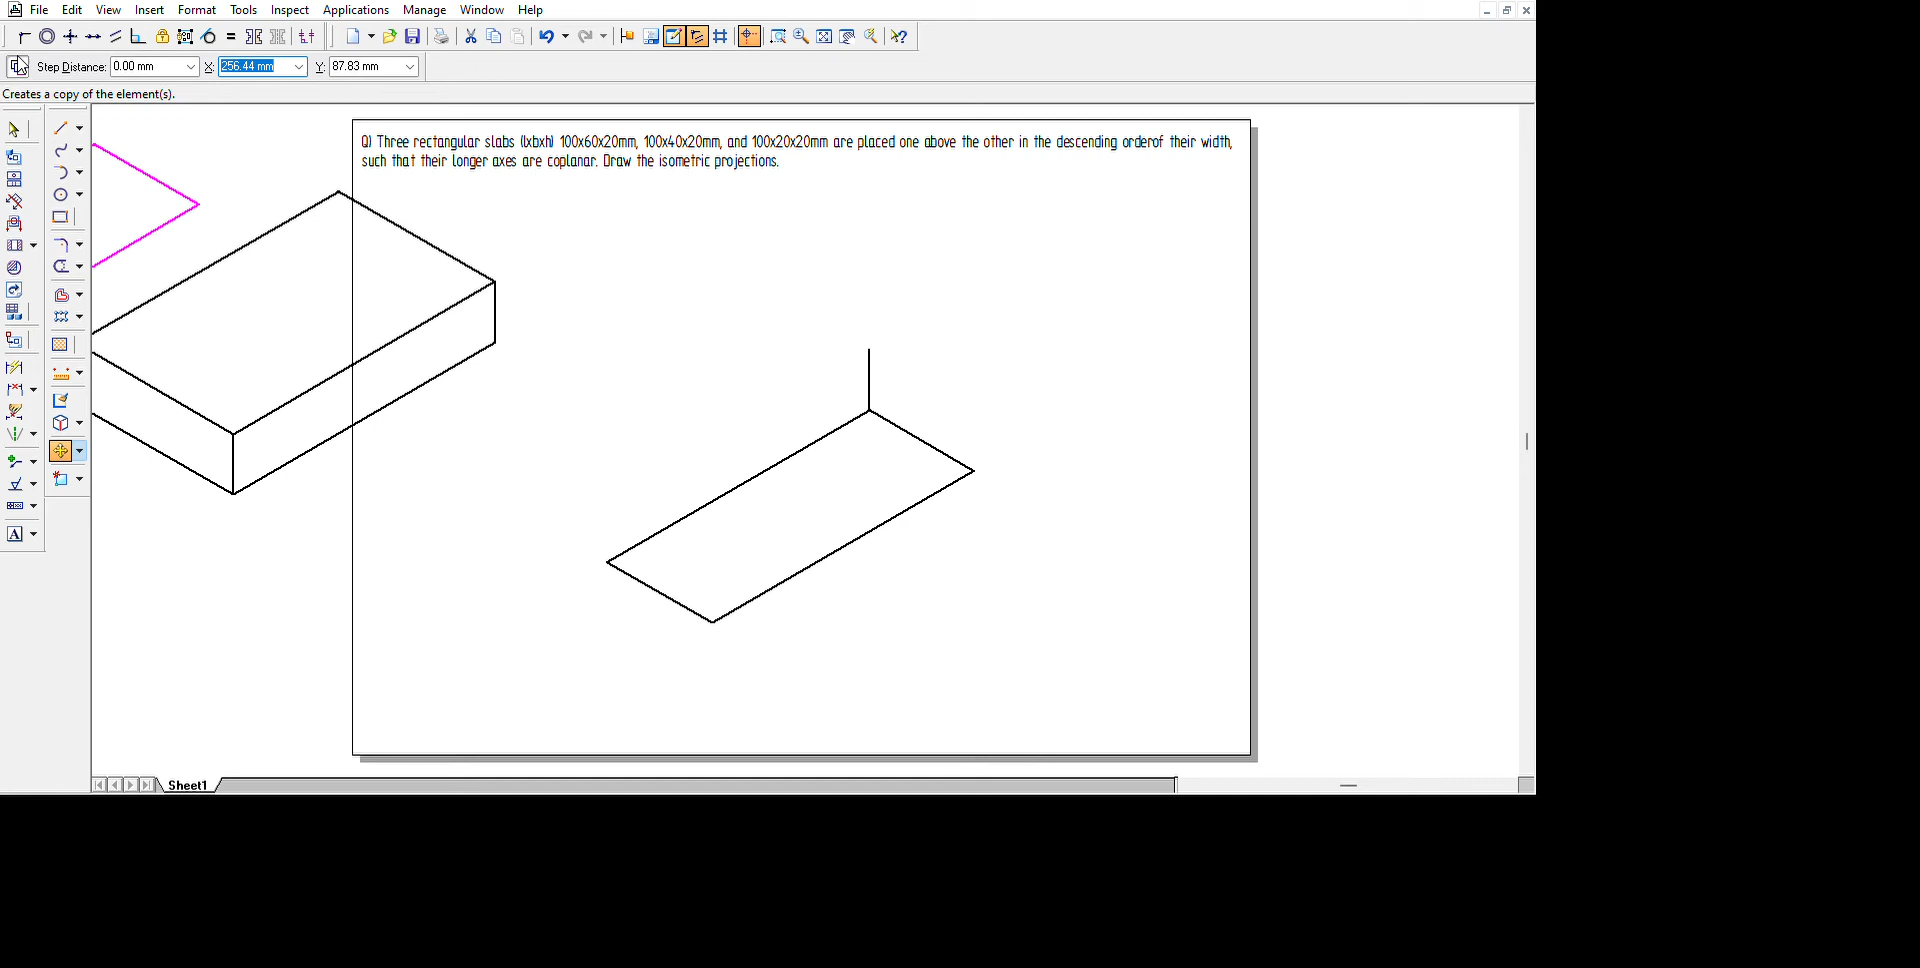 File Edit View Insert Format Tools Inspect Applications Manage Window Help
Step Distance: 0.00 mm X: 256.44 mm Y: 87.83 mm
Creates a copy of the element(s).
Q) Three rectangular slabs (lxbxh) 100x60x20mm, 100x40x20mm, and 100x20x20mm are placed one above the other in the descending orderof their width,
such that their longer axes are coplanar. Draw the isometric projections.
A
Sheet1